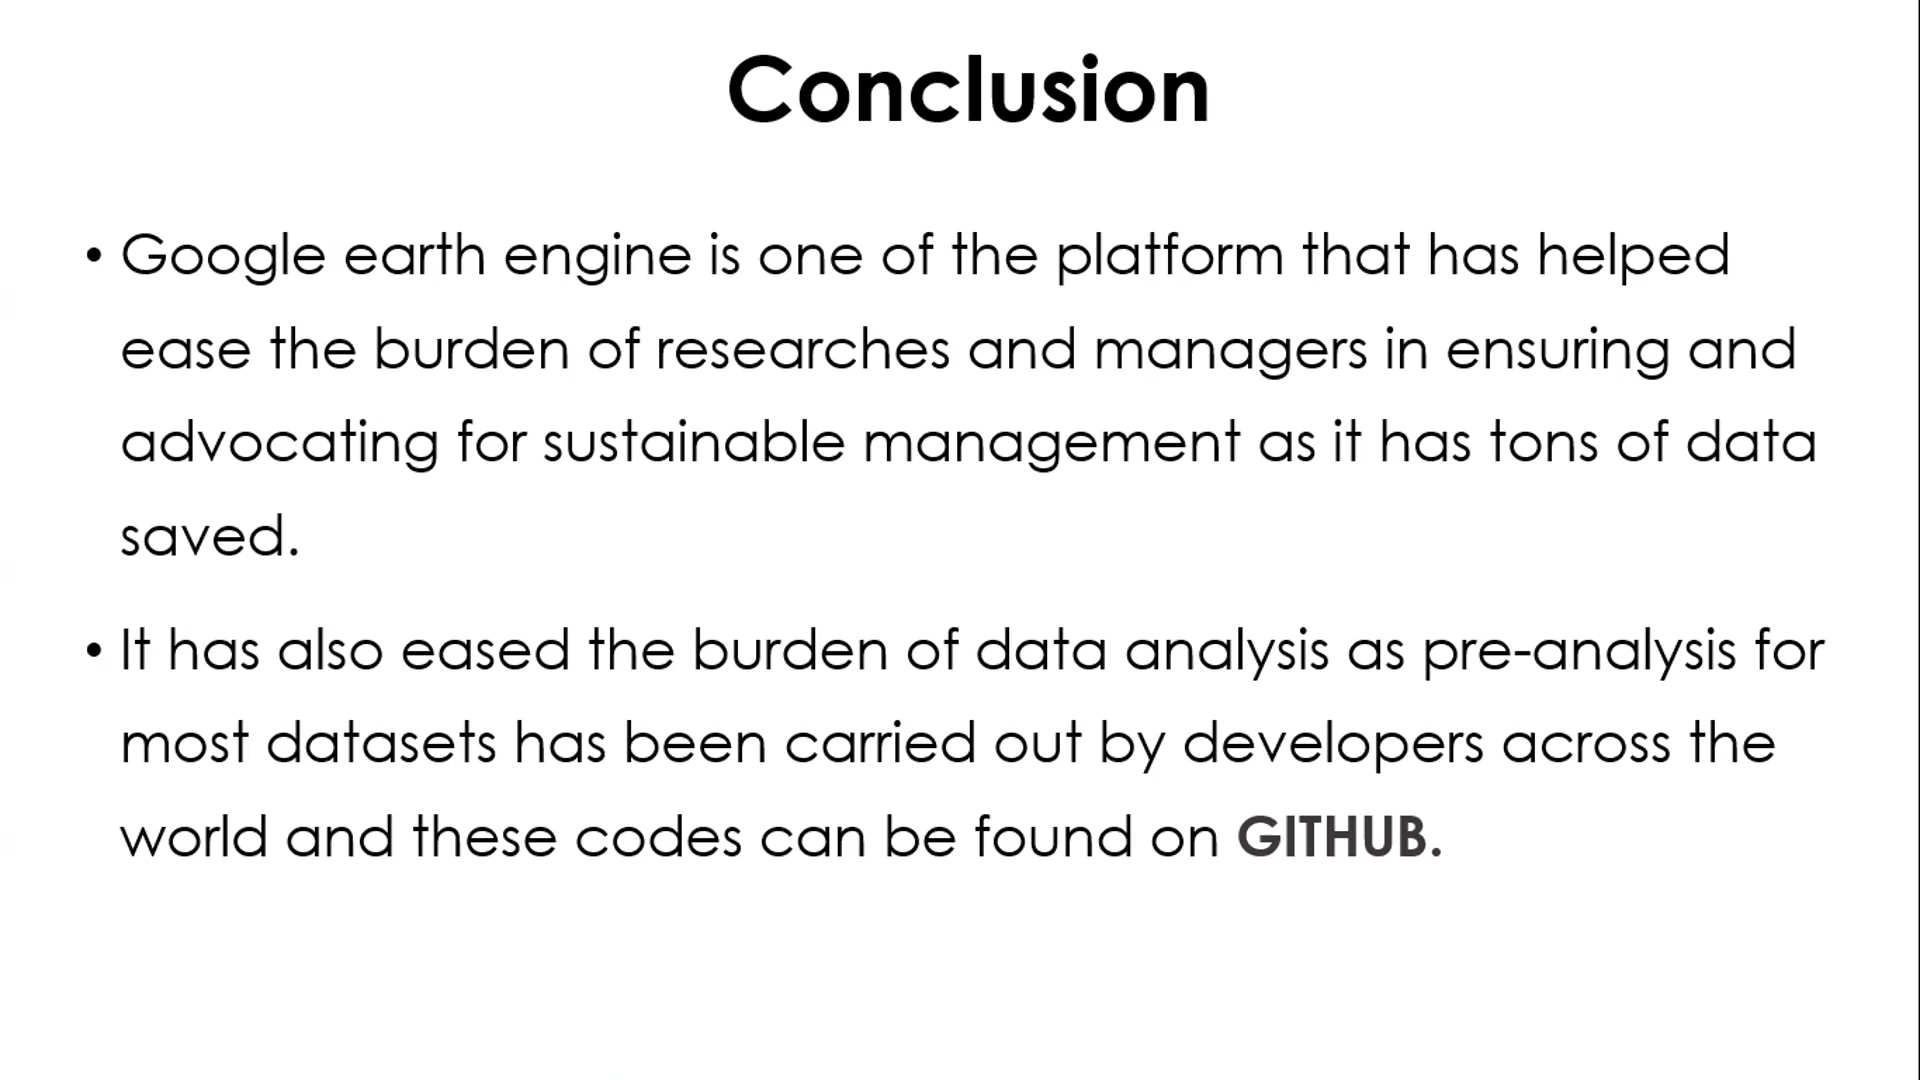 Conclusion
• Google earth engine is one of the platform that has helped
ease the burden of researches and managers in ensuring and
advocating for sustainable management as it has tons of data
saved.
• It has also eased the burden of data analysis as pre-analysis for
most datasets has been carried out by developers across the
world and these codes can be found on GITHUB.